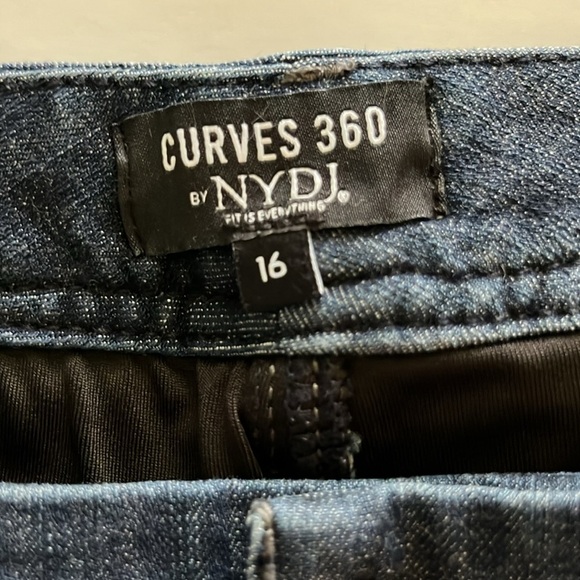 CURVES 360
BY NYDJ®
FIT IS EVERYTHING
16